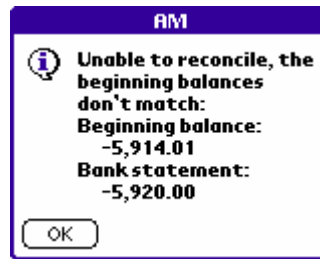 AM
Unable to reconcile, the
beginning balances
don't match:
Beginning balance:
-5,914.01
Bank statement:
-5,920.00
OK